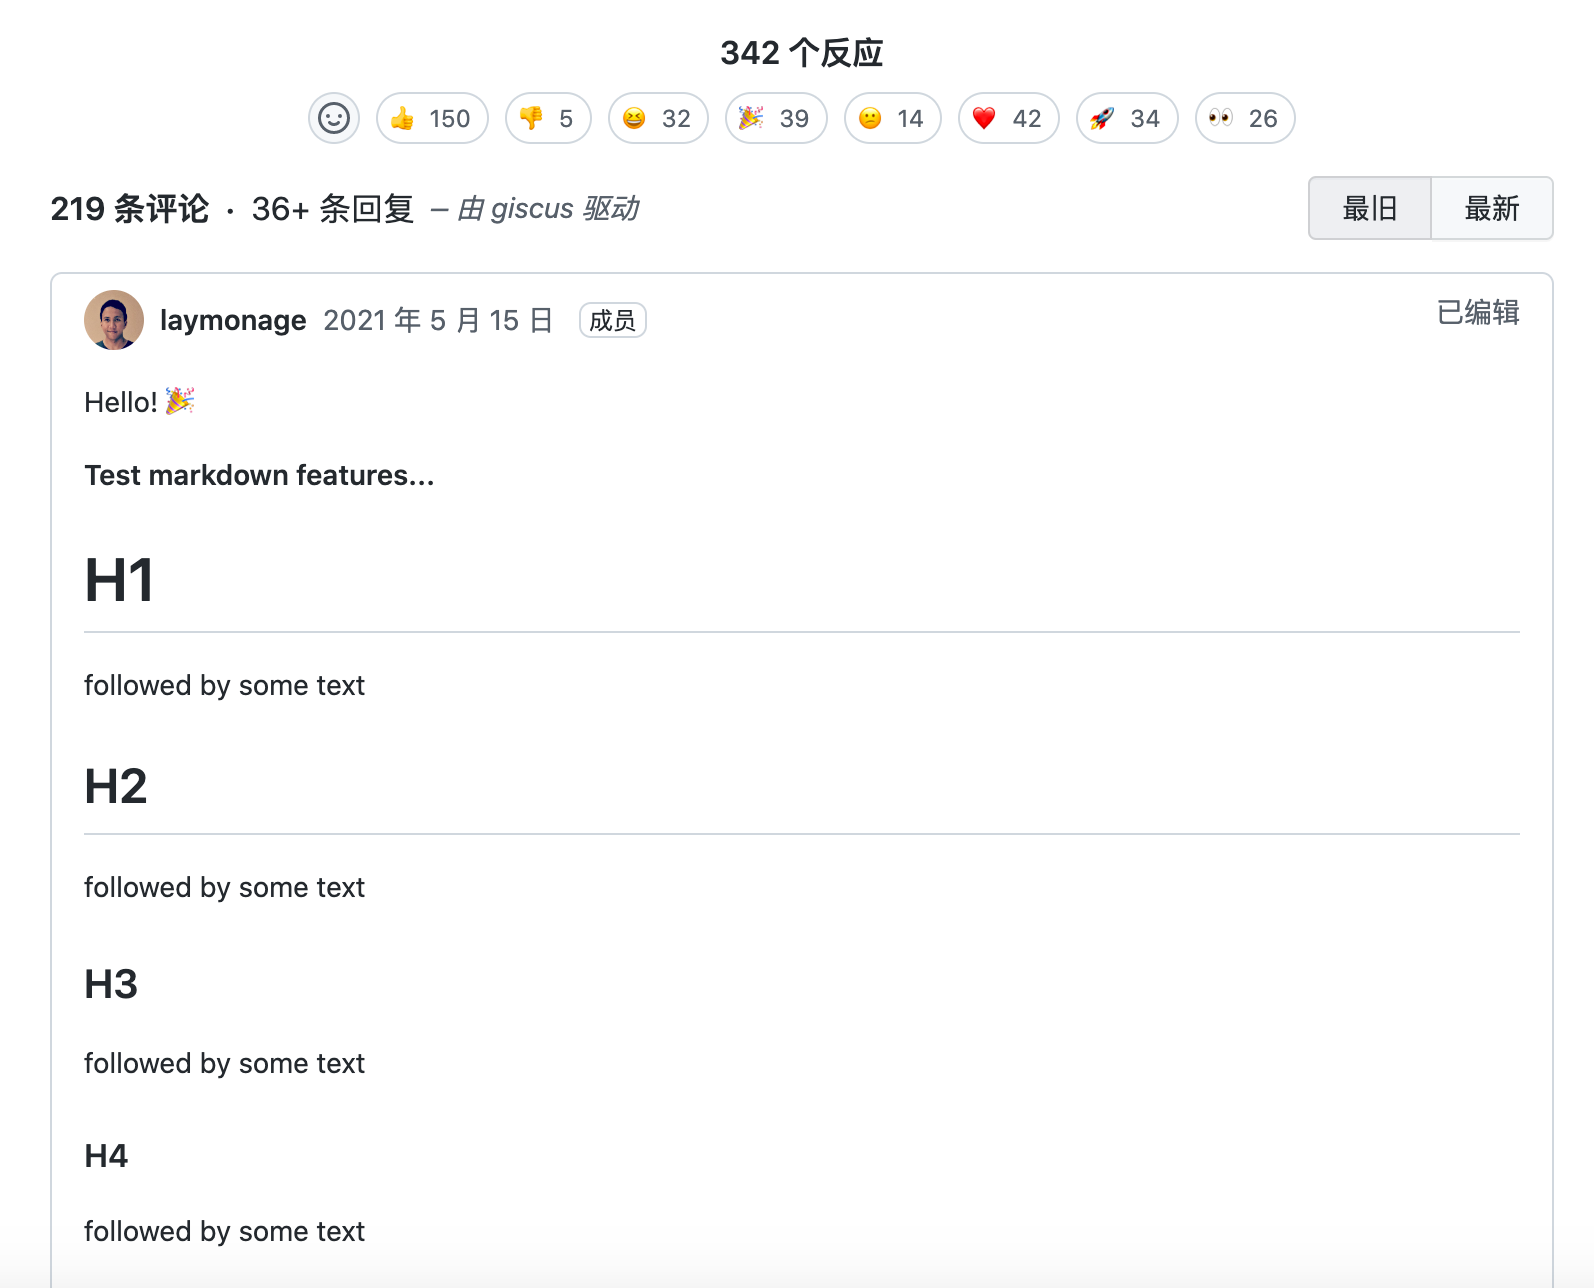 342 个反应
👍 150 👎 5 😆 32 🎉 39 😕 14 ❤️ 42 🚀 34 👀 26
219 条评论 · 36+ 条回复 – 由 giscus 驱动 最旧 最新
laymonage 2021 年 5 月 15 日 成员 已编辑
Hello! 🎉
Test markdown features...
H1
followed by some text
H2
followed by some text
H3
followed by some text
H4
followed by some text